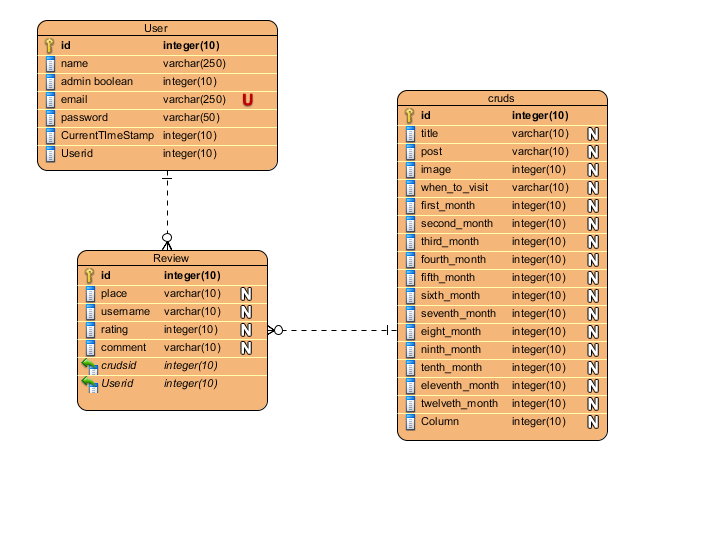 User
id integer(10)
name varchar(250)
admin boolean integer(10)
email varchar(250) U
password varchar(50)
CurrentTImeStamp integer(10)
Userid integer(10)
cruds
id integer(10)
title varchar(10) N
post varchar(10) N
image integer(10) N
when_to_visit varchar(10) N
first_month integer(10) N
second_month integer(10) N
third_month integer(10) N
fourth_month integer(10) N
fifth_month integer(10) N
sixth_month integer(10) N
seventh_month integer(10) N
eight_month integer(10) N
ninth_month integer(10) N
tenth_month integer(10) N
eleventh_month integer(10) N
twelveth_month integer(10) N
Column integer(10) N
Review
id integer(10)
place varchar(10) N
username varchar(10) N
rating integer(10) N
comment varchar(10) N
crudsid integer(10)
Userid integer(10)